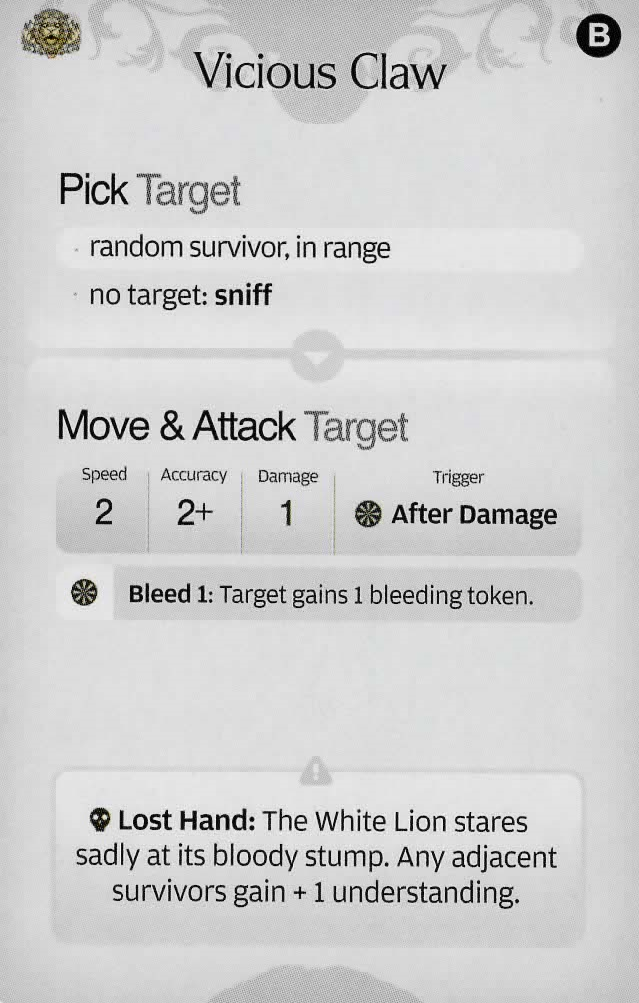 B
Vicious Claw
Pick Target
· random survivor, in range
· no target: sniff
Move & Attack Target
Speed Accuracy Damage Trigger
2 2+ 1 After Damage
Bleed 1: Target gains 1 bleeding token.
Lost Hand: The White Lion stares
sadly at its bloody stump. Any adjacent
survivors gain + 1 understanding.